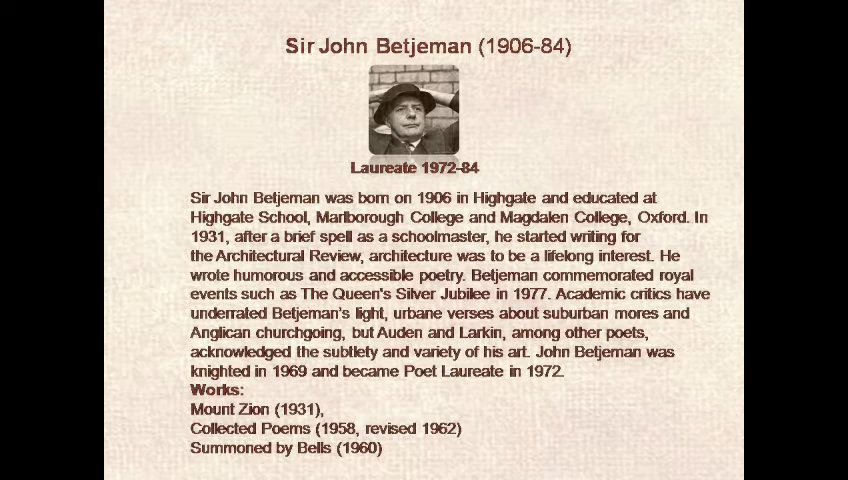 Sir John Betjeman (1906-84)
Laureate 1972-84
Sir John Betjeman was born on 1906 in Highgate and educated at
Highgate School, Marlborough College and Magdalen College, Oxford. In
1931, after a brief spell as a schoolmaster, he started writing for
the Architectural Review, architecture was to be a lifelong interest. He
wrote humorous and accessible poetry. Betjeman commemorated royal
events such as The Queen's Silver Jubilee in 1977. Academic critics have
underrated Betjeman's light, urbane verses about suburban mores and
Anglican churchgoing, but Auden and Larkin, among other poets,
acknowledged the subtlety and variety of his art. John Betjeman was
knighted in 1969 and became Poet Laureate in 1972.
Works:
Mount Zion (1931),
Collected Poems (1958, revised 1962)
Summoned by Bells (1960)